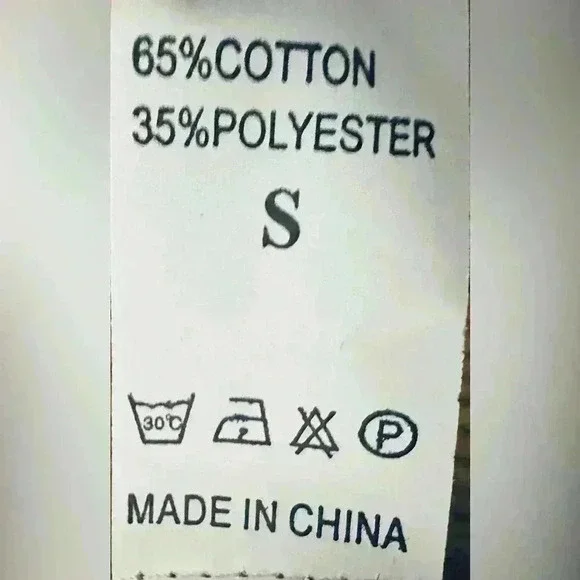 65%COTTON
35%POLYESTER
S
30°C P
MADE IN CHINA